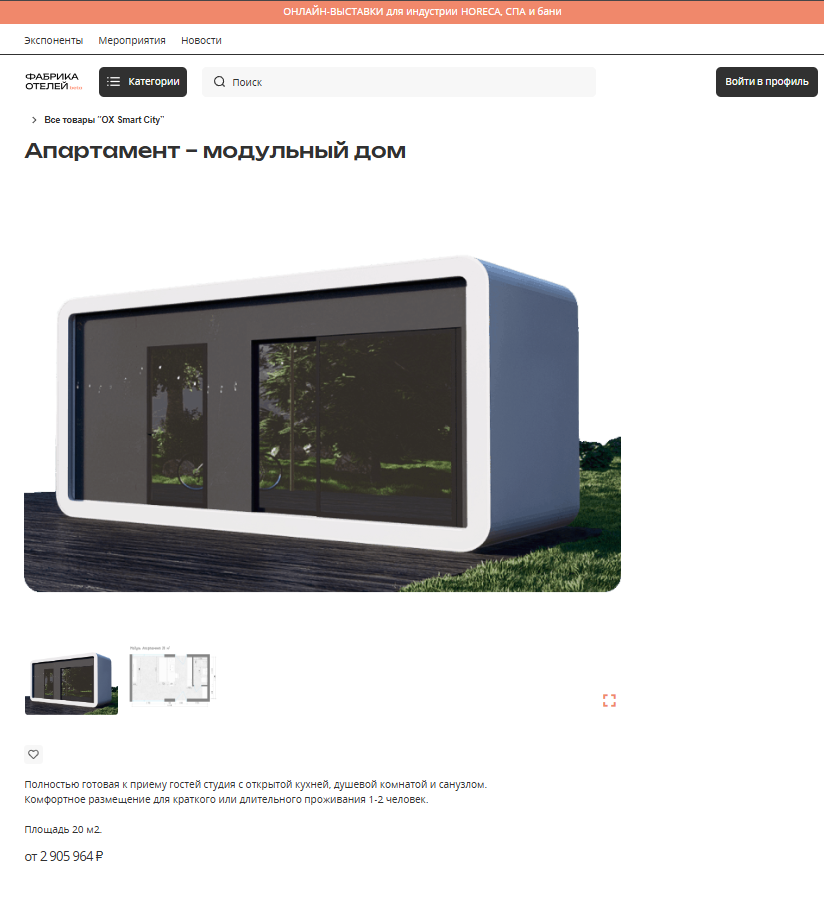 ОНЛАЙН-ВЫСТАВКИ для индустрии HORECA, СПА и бани
Экспоненты Мероприятия Новости
ФАБРИКА
ОТЕЛЕЙ beta
Категории
Поиск
Войти в профиль
Все товары "OX Smart City"
Апартамент – модульный дом
Полностью готовая к приему гостей студия с открытой кухней, душевой комнатой и санузлом.
Комфортное размещение для краткого или длительного проживания 1-2 человек.
Площадь 20 м2.
от 2 905 964 ₽